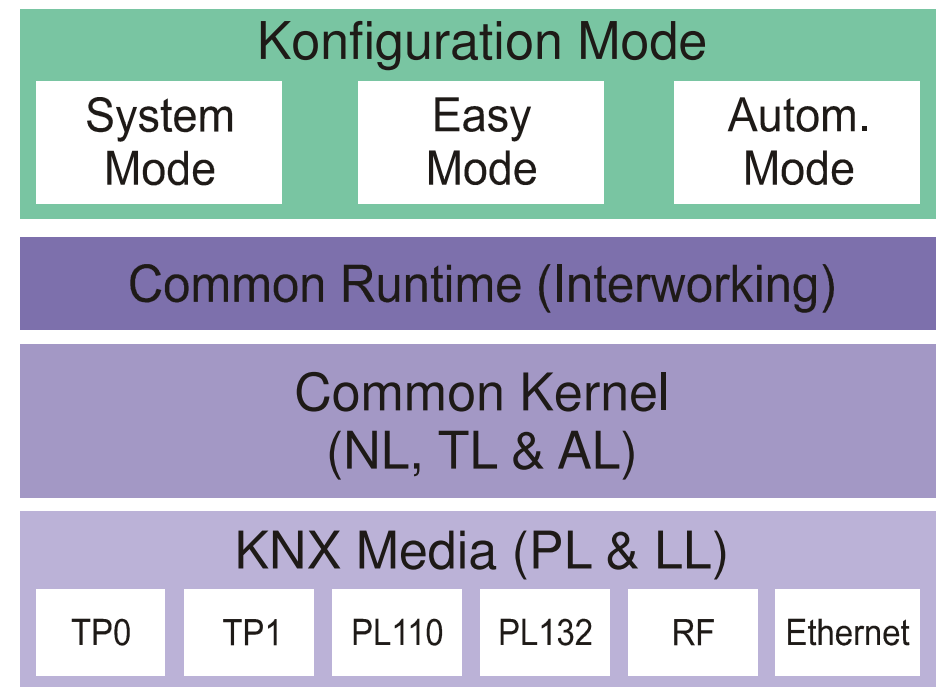 Konfiguration Mode
System
Mode
Easy
Mode
Autom.
Mode
Common Runtime (Interworking)
Common Kernel
(NL, TL & AL)
KNX Media (PL & LL)
TP0
TP1
PL110
PL132
RF
Ethernet